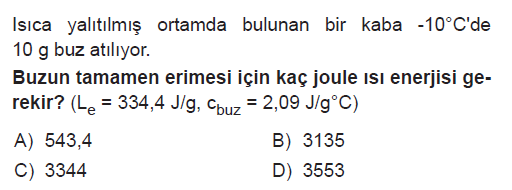 Isıca yalıtılmış ortamda bulunan bir kaba -10°C'de
10 g buz atılıyor.
Buzun tamamen erimesi için kaç joule ısı enerjisi ge-
rekir? (Lₑ = 334,4 J/g, c_buz = 2,09 J/g°C)
A) 543,4 B) 3135
C) 3344 D) 3553